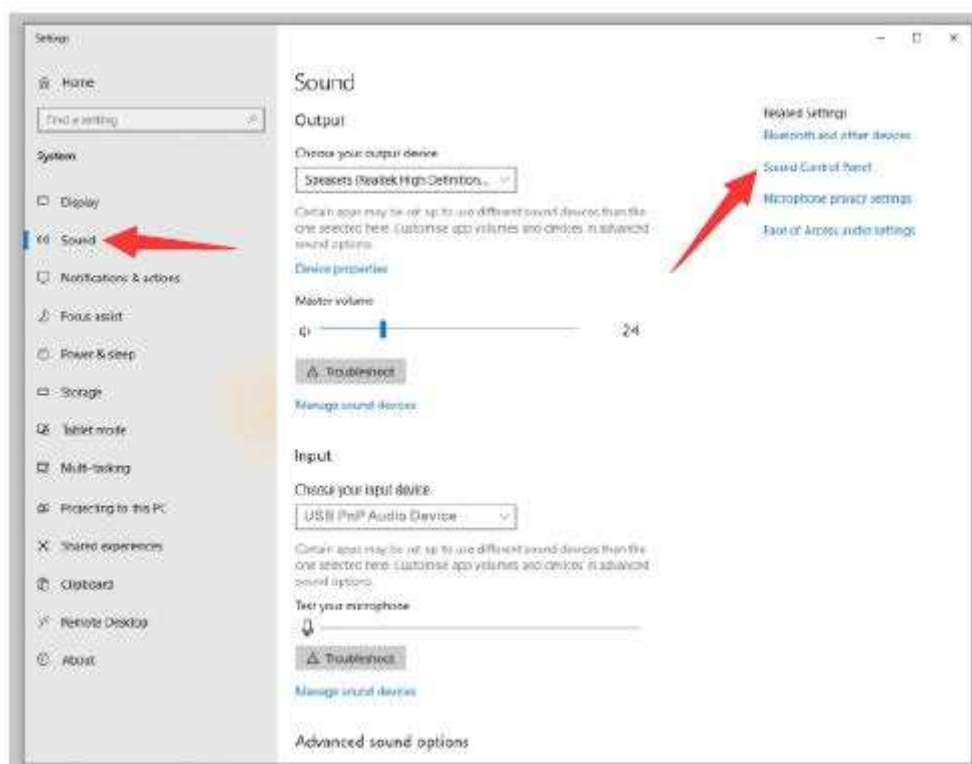 Settings
Home
Find a setting
System
Display
Sound
Notifications & actions
Focus assist
Power & sleep
Storage
Tablet mode
Multi-tasking
Projecting to this PC
Shared experiences
Clipboard
Remote Desktop
About
Sound
Output
Choose your output device
Speakers (Realtek High Definition...
Certain apps may be set up to use different sound devices than the
one selected here. Customise app volumes and devices in advanced
sound options.
Device properties
Master volume
24
Troubleshoot
Manage sound devices
Input
Choose your input device
USB PnP Audio Device
Certain apps may be set up to use different sound devices than the
one selected here. Customise app volumes and devices in advanced
sound options.
Test your microphone
Troubleshoot
Manage sound devices
Advanced sound options
Related Settings
Bluetooth and other devices
Sound Control Panel
Microphone privacy settings
Ease of Access audio settings